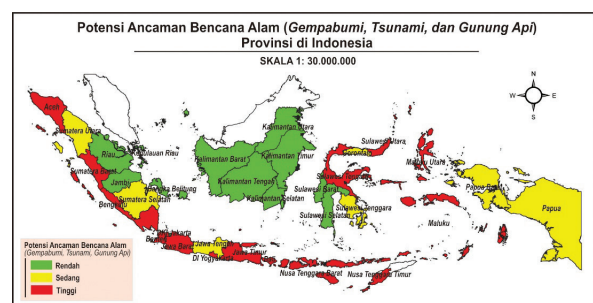 Potensi Ancaman Bencana Alam (Gempabumi, Tsunami, dan Gunung Api)
Provinsi di Indonesia
SKALA 1: 30.000.000
N
W E
S
Aceh
Sumatera Utara
Riau
Kepulauan Riau
Sumatera Barat
Jambi
Bangka Belitung
Sumatera Selatan
Bengkulu
Kalimantan Utara
Kalimantan Barat
Kalimantan Timur
Kalimantan Tengah
Kalimantan Selatan
Sulawesi Utara
Gorontalo
Sulawesi Tengah
Sulawesi Barat
Sulawesi Tenggara
Sulawesi Selatan
Maluku Utara
Maluku
Papua Barat
Papua
Jakarta
Jawa Barat
Jawa Tengah
DI Yogyakarta
Jawa Timur
Bali
Nusa Tenggara Barat
Nusa Tenggara Timur
Potensi Ancaman Bencana Alam
(Gempabumi, Tsunami, Gunung Api)
Rendah
Sedang
Tinggi